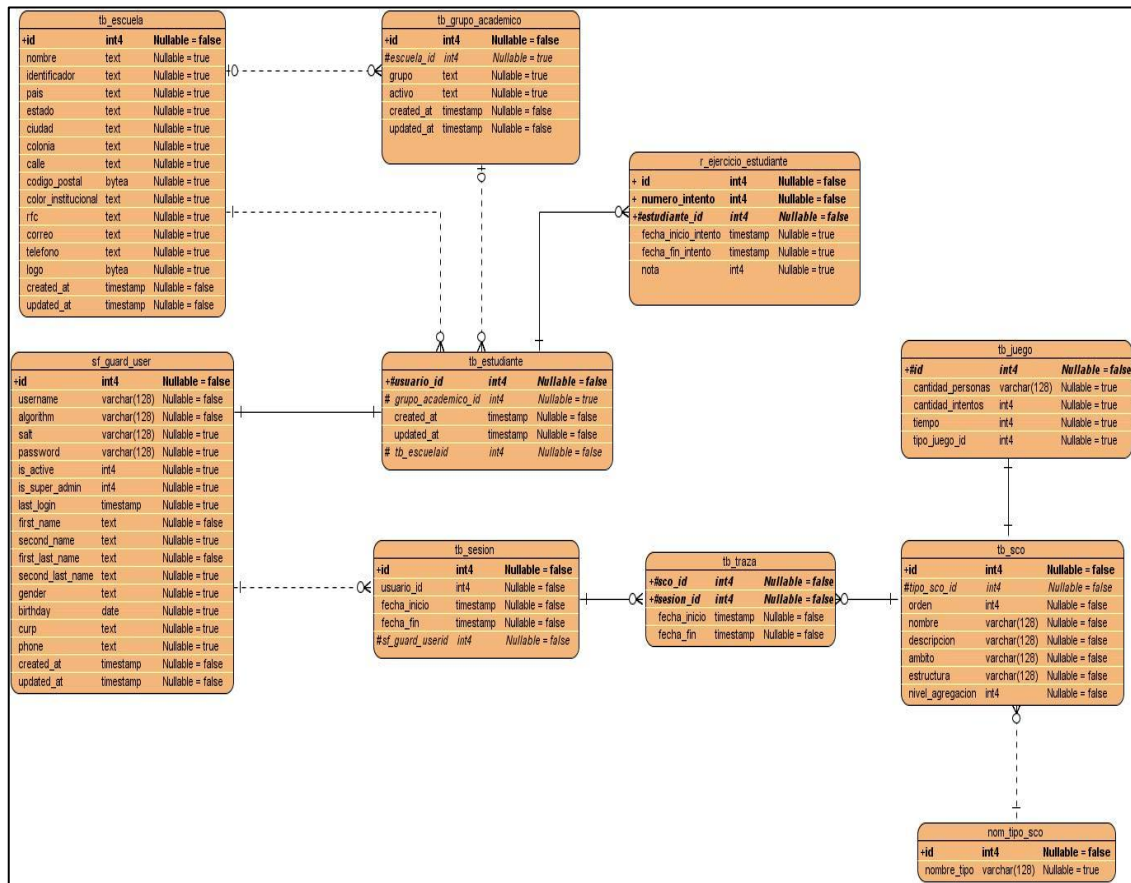 tb_escuela
+id int4 Nullable = false
nombre text Nullable = true
identificador text Nullable = true
pais text Nullable = true
estado text Nullable = true
ciudad text Nullable = true
colonia text Nullable = true
calle text Nullable = true
codigo_postal bytea Nullable = true
color_institucional text Nullable = true
rfc text Nullable = true
correo text Nullable = true
telefono text Nullable = true
logo bytea Nullable = true
created_at timestamp Nullable = false
updated_at timestamp Nullable = false
tb_grupo_academico
+id int4 Nullable = false
#escuela_id int4 Nullable = true
grupo text Nullable = true
activo text Nullable = true
created_at timestamp Nullable = false
updated_at timestamp Nullable = false
r_ejercicio_estudiante
+ id int4 Nullable = false
+ numero_intento int4 Nullable = false
+#estudiante_id int4 Nullable = false
fecha_inicio_intento timestamp Nullable = true
fecha_fin_intento timestamp Nullable = true
nota int4 Nullable = true
sf_guard_user
+id int4 Nullable = false
username varchar(128) Nullable = false
algorithm varchar(128) Nullable = false
salt varchar(128) Nullable = true
password varchar(128) Nullable = true
is_active int4 Nullable = true
is_super_admin int4 Nullable = true
last_login timestamp Nullable = true
first_name text Nullable = false
second_name text Nullable = true
first_last_name text Nullable = false
second_last_name text Nullable = true
gender text Nullable = true
birthday date Nullable = true
curp text Nullable = true
phone text Nullable = true
created_at timestamp Nullable = false
updated_at timestamp Nullable = false
tb_estudiante
+#usuario_id int4 Nullable = false
# grupo_academico_id int4 Nullable = true
created_at timestamp Nullable = false
updated_at timestamp Nullable = false
# tb_escuelaid int4 Nullable = false
tb_juego
+#id int4 Nullable = false
cantidad_personas varchar(128) Nullable = true
cantidad_intentos int4 Nullable = true
tiempo int4 Nullable = true
tipo_juego_id int4 Nullable = true
tb_sesion
+id int4 Nullable = false
usuario_id int4 Nullable = false
fecha_inicio timestamp Nullable = false
fecha_fin timestamp Nullable = false
#sf_guard_userid int4 Nullable = false
tb_traza
+#sco_id int4 Nullable = false
+#sesion_id int4 Nullable = false
fecha_inicio timestamp Nullable = false
fecha_fin timestamp Nullable = false
tb_sco
+id int4 Nullable = false
#tipo_sco_id int4 Nullable = false
orden int4 Nullable = false
nombre varchar(128) Nullable = false
descripcion varchar(128) Nullable = false
ambito varchar(128) Nullable = false
estructura varchar(128) Nullable = false
nivel_agregacion int4 Nullable = false
nom_tipo_sco
+id int4 Nullable = false
nombre_tipo varchar(128) Nullable = true